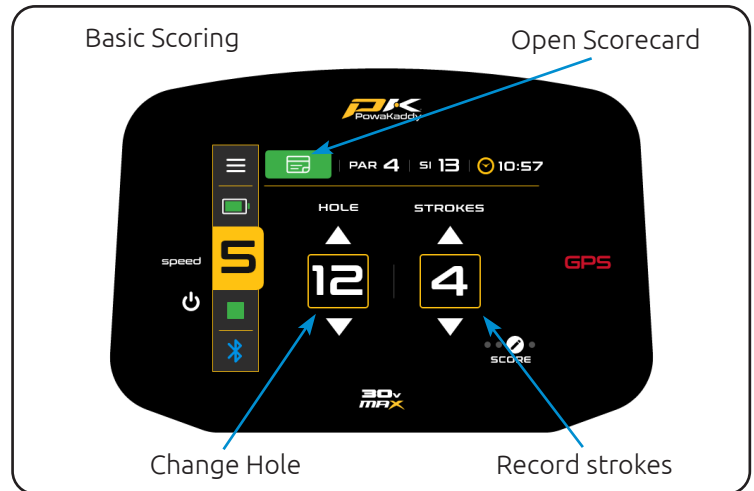 Basic Scoring
Open Scorecard
PK
PowaKaddy
PAR 4 SI 13 10:57
HOLE STROKES
speed 5 12 4 GPS
SCORE
30v
MAX
Change Hole
Record strokes